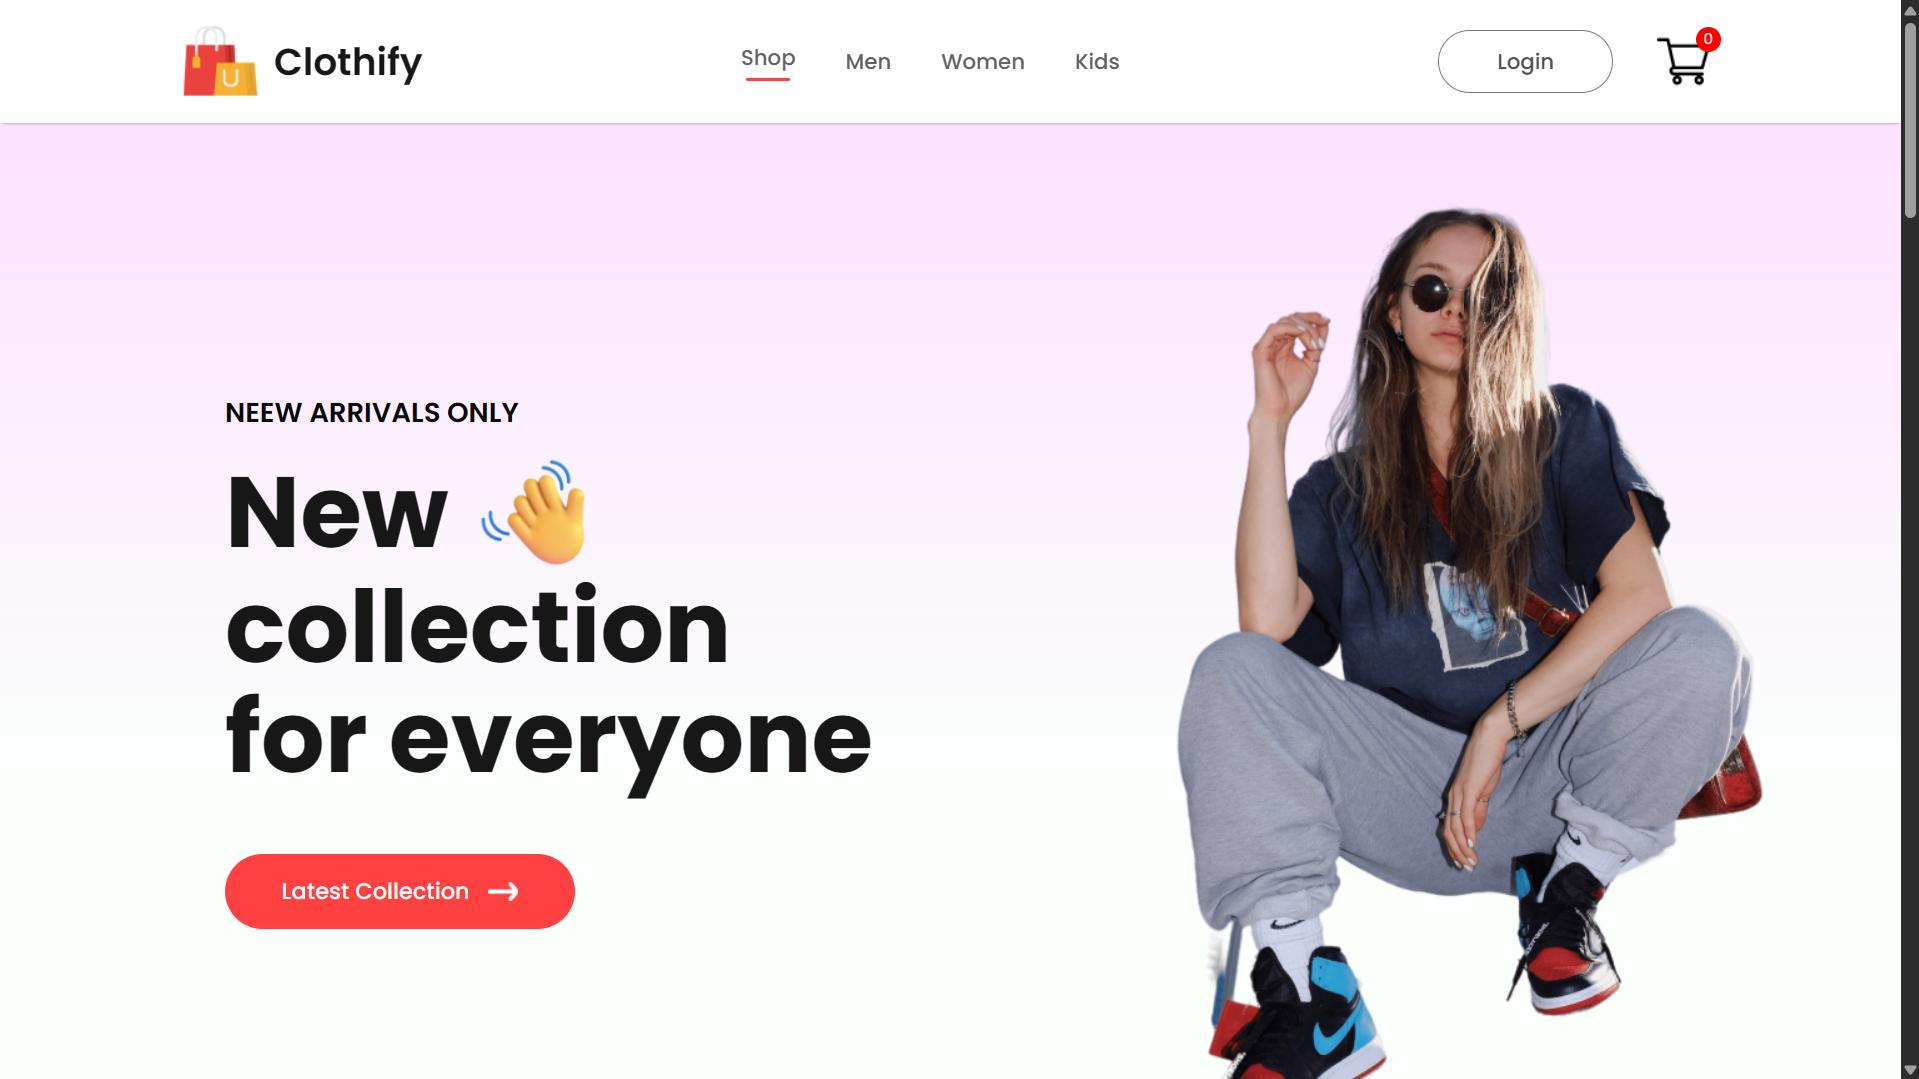 Clothify
Shop
Men
Women
Kids
Login
0
NEEW ARRIVALS ONLY
New
collection
for everyone
Latest Collection
U